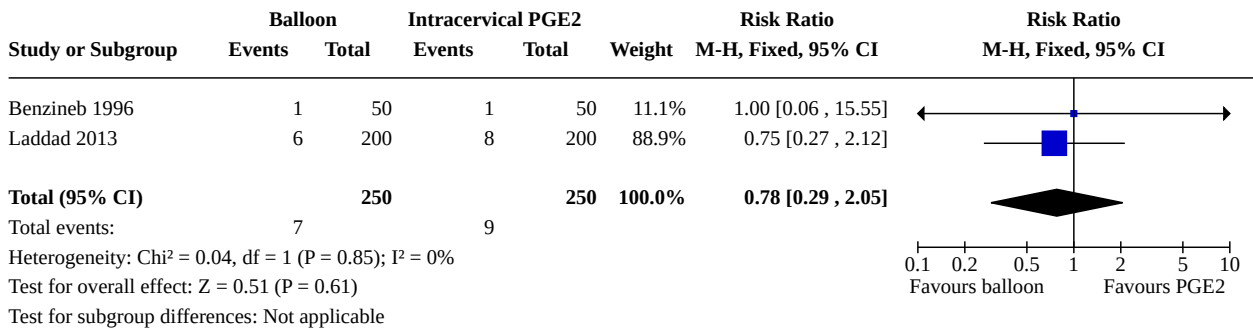 Balloon Intracervical PGE2 Risk Ratio Risk Ratio
Study or Subgroup Events Total Events Total Weight M-H, Fixed, 95% CI M-H, Fixed, 95% CI
Benzineb 1996 1 50 1 50 11.1% 1.00 [0.06 , 15.55]
Laddad 2013 6 200 8 200 88.9% 0.75 [0.27 , 2.12]
Total (95% CI) 250 250 100.0% 0.78 [0.29 , 2.05]
Total events: 7 9
Heterogeneity: Chi² = 0.04, df = 1 (P = 0.85); I² = 0%
0.1 0.2 0.5 1 2 5 10
Test for overall effect: Z = 0.51 (P = 0.61) Favours balloon Favours PGE2
Test for subgroup differences: Not applicable